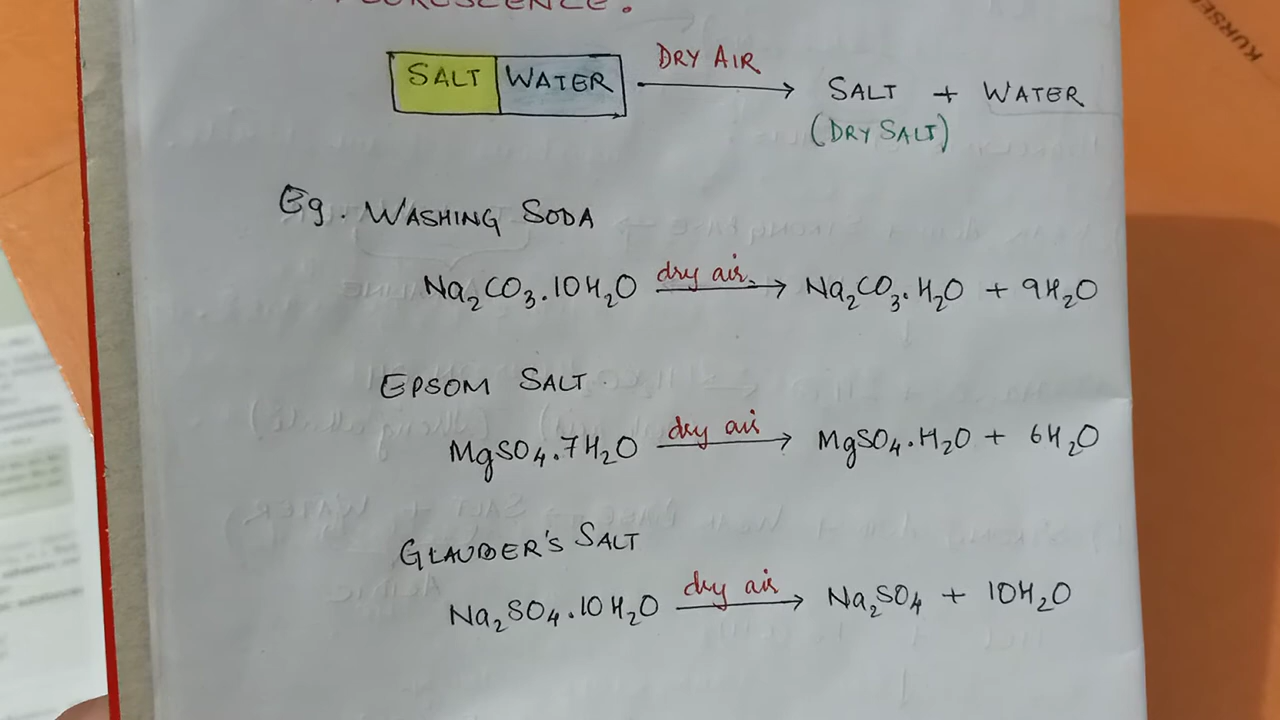 SALT WATER DRY AIR → SALT + WATER
(DRY SALT)
Eg. WASHING SODA
Na₂CO₃.10H₂O dry air → Na₂CO₃.H₂O + 9H₂O
EPSOM SALT.
MgSO₄.7H₂O dry air → MgSO₄.H₂O + 6H₂O
GLAUBER'S SALT
Na₂SO₄.10H₂O dry air → Na₂SO₄ + 10H₂O